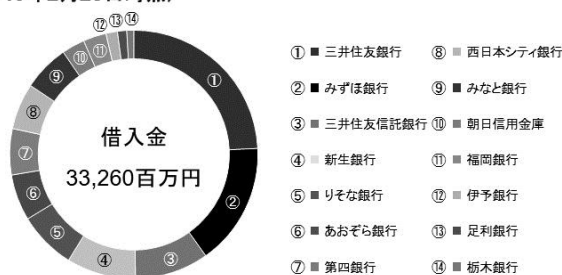 ⑫ ⑬ ⑭
⑪
⑩
⑨
⑧
⑦
⑥
⑤
④
③
②
①
借入金
33,260百万円
① ■ 三井住友銀行
② ■ みずほ銀行
③ ■ 三井住友信託銀行
④ ■ 新生銀行
⑤ ■ りそな銀行
⑥ ■ あおぞら銀行
⑦ ■ 第四銀行
⑧ ■ 西日本シティ銀行
⑨ ■ みなと銀行
⑩ ■ 朝日信用金庫
⑪ ■ 福岡銀行
⑫ ■ 伊予銀行
⑬ ■ 足利銀行
⑭ ■ 栃木銀行